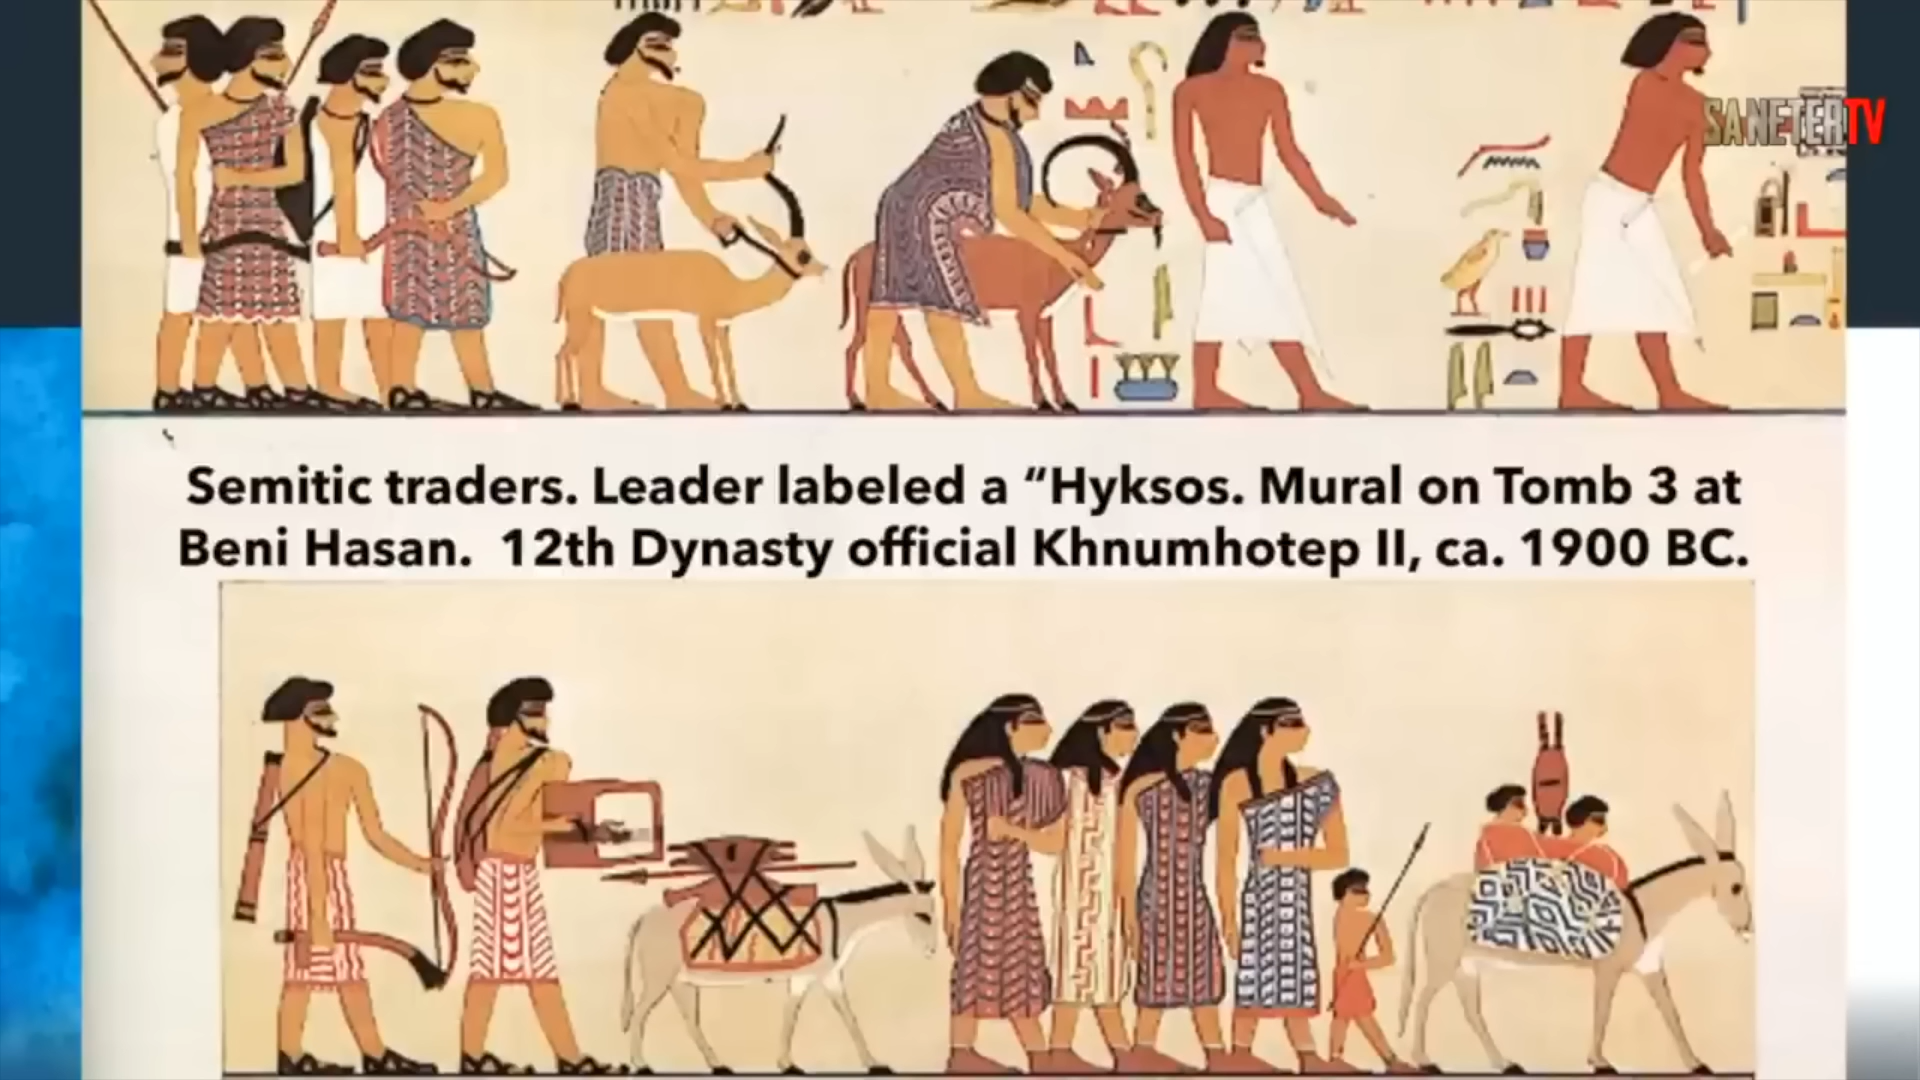 SANETERTV
Semitic traders. Leader labeled a “Hyksos. Mural on Tomb 3 at
Beni Hasan. 12th Dynasty official Khnumhotep II, ca. 1900 BC.